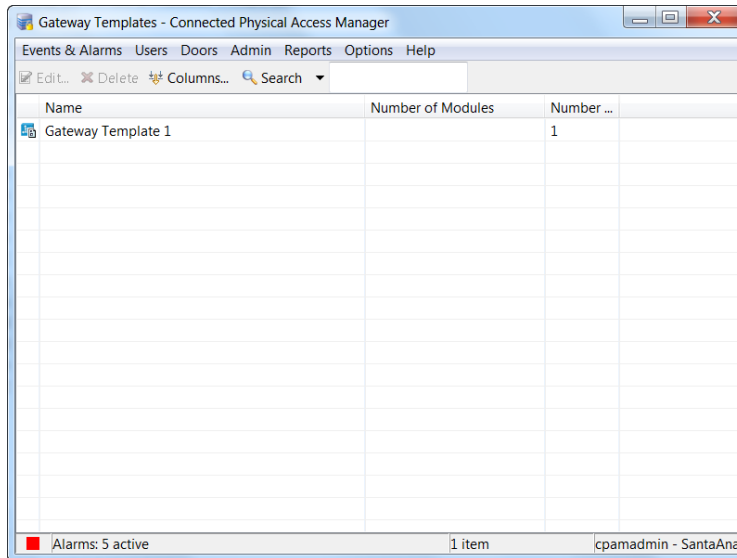 Gateway Templates - Connected Physical Access Manager
Events & Alarms Users Doors Admin Reports Options Help
Edit... Delete Columns... Search
Name Number of Modules Number ...
Gateway Template 1 1
Alarms: 5 active 1 item cpamadmin - SantaAna